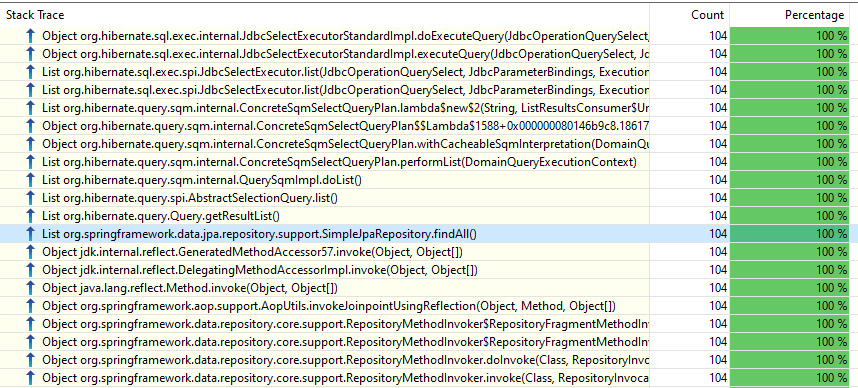 Stack Trace Count Percentage
Object org.hibernate.sql.exec.internal.JdbcSelectExecutorStandardImpl.doExecuteQuery(JdbcOperationQuerySelect, 104 100 %
Object org.hibernate.sql.exec.internal.JdbcSelectExecutorStandardImpl.executeQuery(JdbcOperationQuerySelect, Jd 104 100 %
List org.hibernate.sql.exec.spi.JdbcSelectExecutor.list(JdbcOperationQuerySelect, JdbcParameterBindings, Execution 104 100 %
List org.hibernate.sql.exec.spi.JdbcSelectExecutor.list(JdbcOperationQuerySelect, JdbcParameterBindings, Execution 104 100 %
List org.hibernate.query.sqm.internal.ConcreteSqmSelectQueryPlan.lambda$new$2(String, ListResultsConsumer$Un 104 100 %
Object org.hibernate.query.sqm.internal.ConcreteSqmSelectQueryPlan$$Lambda$1588+0x000000080146b9c8.18617 104 100 %
Object org.hibernate.query.sqm.internal.ConcreteSqmSelectQueryPlan.withCacheableSqmInterpretation(DomainQu 104 100 %
List org.hibernate.query.sqm.internal.ConcreteSqmSelectQueryPlan.performList(DomainQueryExecutionContext) 104 100 %
List org.hibernate.query.sqm.internal.QuerySqmImpl.doList() 104 100 %
List org.hibernate.query.spi.AbstractSelectionQuery.list() 104 100 %
List org.hibernate.query.Query.getResultList() 104 100 %
List org.springframework.data.jpa.repository.support.SimpleJpaRepository.findAll() 104 100 %
Object jdk.internal.reflect.GeneratedMethodAccessor57.invoke(Object, Object[]) 104 100 %
Object jdk.internal.reflect.DelegatingMethodAccessorImpl.invoke(Object, Object[]) 104 100 %
Object java.lang.reflect.Method.invoke(Object, Object[]) 104 100 %
Object org.springframework.aop.support.AopUtils.invokeJoinpointUsingReflection(Object, Method, Object[]) 104 100 %
Object org.springframework.data.repository.core.support.RepositoryMethodInvoker$RepositoryFragmentMethodInv 104 100 %
Object org.springframework.data.repository.core.support.RepositoryMethodInvoker$RepositoryFragmentMethodInv 104 100 %
Object org.springframework.data.repository.core.support.RepositoryMethodInvoker.doInvoke(Class, RepositoryInvo 104 100 %
Object org.springframework.data.repository.core.support.RepositoryMethodInvoker.invoke(Class, RepositoryInvoca 104 100 %